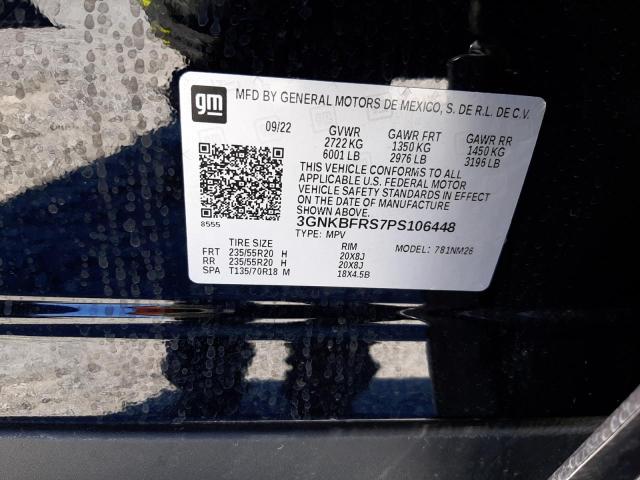 gm
MFD BY GENERAL MOTORS DE MEXICO, S. DE R.L. DE C.V.
09/22 GVWR GAWR FRT GAWR RR
2722 KG 1350 KG 1450 KG
6001 LB 2976 LB 3196 LB
THIS VEHICLE CONFORMS TO ALL
APPLICABLE U.S. FEDERAL MOTOR
VEHICLE SAFETY STANDARDS IN EFFECT
ON THE DATE OF MANUFACTURE
SHOWN ABOVE.
8555
3GNKBFRS7PS106448
TYPE: MPV
MODEL: 781NM26
TIRE SIZE RIM
FRT 235/55R20 H 20X8J
RR 235/55R20 H 20X8J
SPA T135/70R18 M 18X4.5B